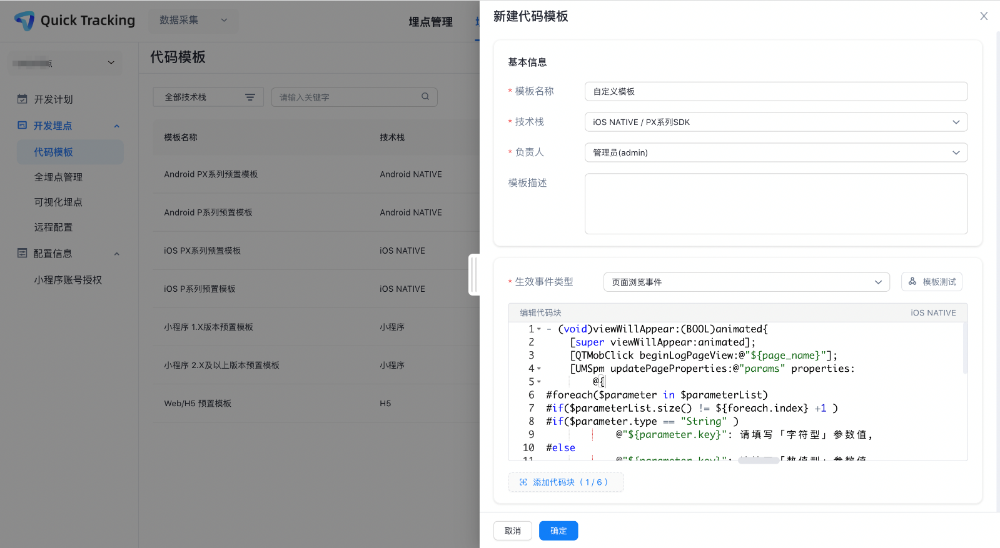 Quick Tracking
数据采集
埋点管理
点
开发计划
开发埋点
代码模板
全埋点管理
可视化埋点
远程配置
配置信息
小程序账号授权
代码模板
全部技术栈
请输入关键字
模板名称 技术栈
Android PX系列预置模板 Android NATIVE
Android P系列预置模板 Android NATIVE
iOS PX系列预置模板 iOS NATIVE
iOS P系列预置模板 iOS NATIVE
小程序 1.X版本预置模板 小程序
小程序 2.X及以上版本预置模板 小程序
Web/H5 预置模板 H5
新建代码模板
基本信息
* 模板名称 自定义模板
* 技术栈 iOS NATIVE / PX系列SDK
* 负责人 管理员(admin)
模板描述
* 生效事件类型 页面浏览事件 模板测试
编辑代码块 iOS NATIVE
1 - (void)viewWillAppear:(BOOL)animated{
2 [super viewWillAppear:animated];
3 [QTMobClick beginLogPageView:@"${page_name}"];
4 [UMSpm updatePageProperties:@"params" properties:
5 @{
6 #foreach($parameter in $parameterList)
7 #if($parameterList.size() != ${foreach.index} +1 )
8 #if($parameter.type == "String" )
9 @"${parameter.key}": 请填写「字符型」参数值,
10 #else
11 @"${parameter.key}": 「数值型」参数值
添加代码块（ 1 / 6 ）
取消
确定